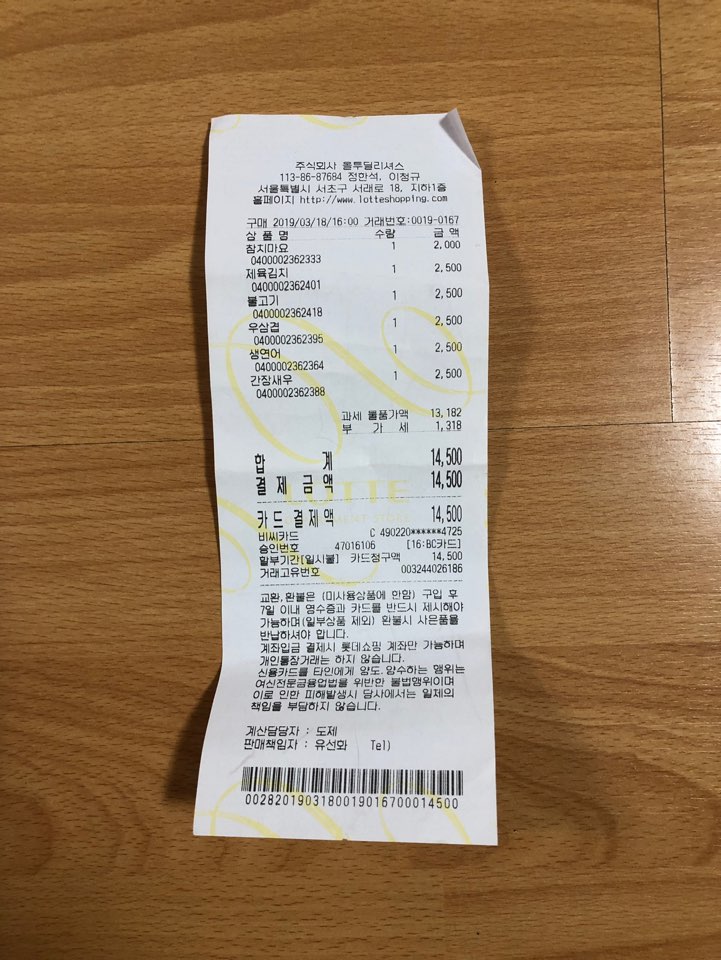 주식회사 롤투딜리셔스
113-86-87684 정한석, 이정규
서울특별시 서초구 서래로 18, 지하1층
홈페이지 http://www.lotteshopping.com
구매 2019/03/18/16:00 거래번호:0019-0167
상 품 명 수량 금 액
참치마요 1 2,000
0400002362333
제육김치 1 2,500
0400002362401
불고기 1 2,500
0400002362418
우삼겹 1 2,500
0400002362395
생연어 1 2,500
0400002362364
간장새우 1 2,500
0400002362388
과세 물품가액 13,182
부 가 세 1,318
합 계 14,500
결 제 금 액 14,500
LOTTE
카드 결제액 14,500
DEPARTMENT STORE
비씨카드 C 490220******4725
승인번호 47016106 [16:BC카드]
할부기간[일시불] 카드청구액 14,500
거래고유번호 003244026186
교환,환불은 (미사용상품에 한함) 구입 후
7일 이내 영수증과 카드를 반드시 제시해야
가능하며(일부상품 제외) 환불시 사은품을
반납하셔야 합니다.
계좌입금 결제시 롯데쇼핑 계좌만 가능하며
개인통장거래는 하지 않습니다.
신용카드를 타인에게 양도.양수하는 행위는
여신전문금융업법을 위반한 불법행위이며
이로 인한 피해발생시 당사에서는 일체의
책임을 부담하지 않습니다.
계산담당자 : 도제
판매책임자 : 유선화 Tel)
0028201903180019016700014500